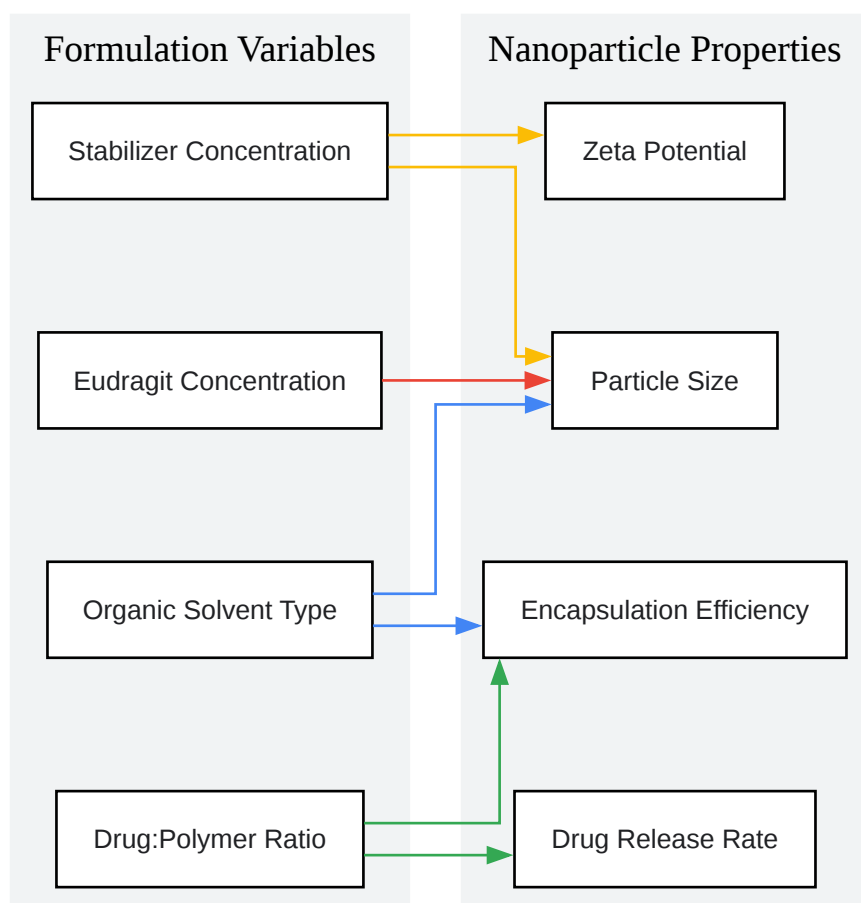 Formulation Variables
Nanoparticle Properties
Stabilizer Concentration
Zeta Potential
Eudragit Concentration
Particle Size
Organic Solvent Type
Encapsulation Efficiency
Drug:Polymer Ratio
Drug Release Rate